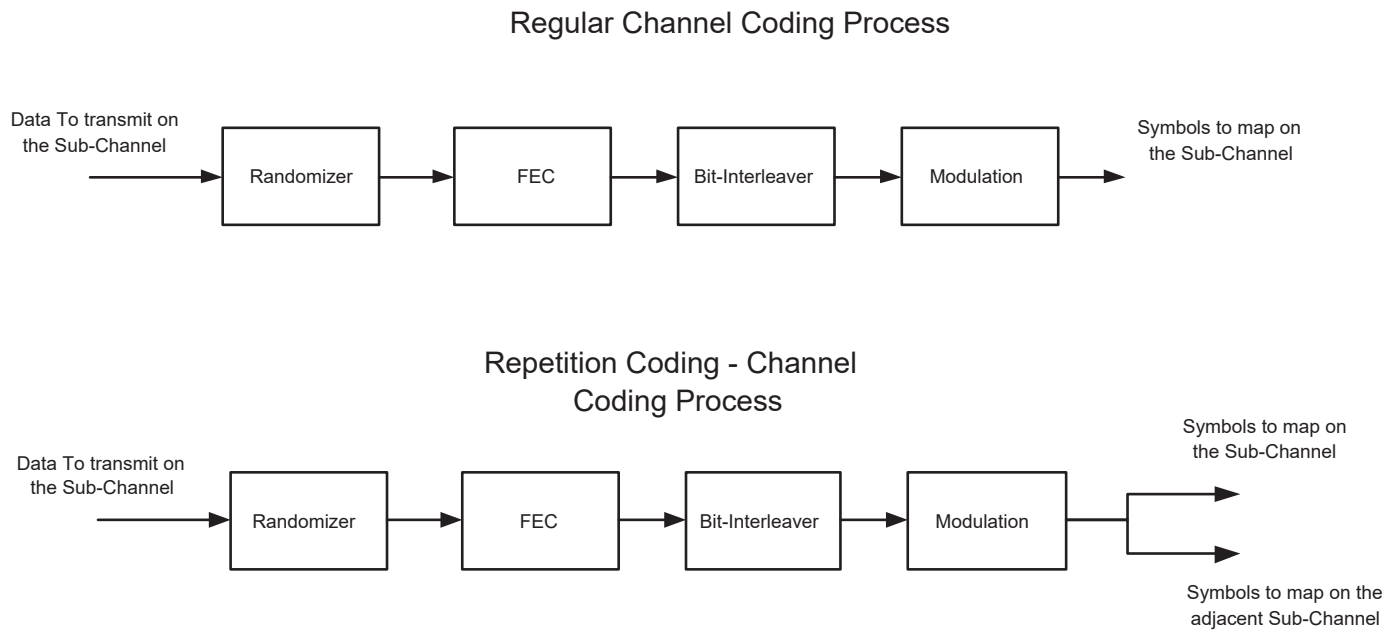 Regular Channel Coding Process
Data To transmit on
the Sub-Channel
Randomizer
FEC
Bit-Interleaver
Modulation
Symbols to map on
the Sub-Channel
Repetition Coding - Channel
Coding Process
Data To transmit on
the Sub-Channel
Randomizer
FEC
Bit-Interleaver
Modulation
Symbols to map on
the Sub-Channel
Symbols to map on the
adjacent Sub-Channel